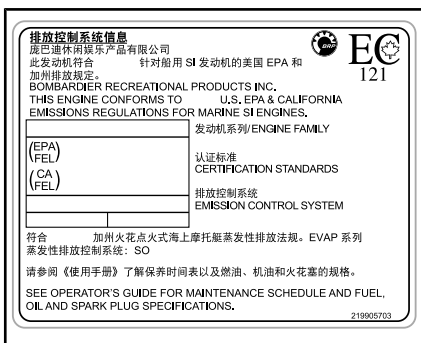 排放控制系统信息
庞巴迪休闲娱乐产品有限公司
此发动机符合 针对船用 SI 发动机的美国 EPA 和
加州排放规定。
BOMBARDIER RECREATIONAL PRODUCTS INC.
THIS ENGINE CONFORMS TO U.S. EPA & CALIFORNIA
EMISSIONS REGULATIONS FOR MARINE SI ENGINES.
BRP
EC
121
发动机系列/ENGINE FAMILY
(EPA
FEL)
认证标准
CERTIFICATION STANDARDS
(CA
FEL)
排放控制系统
EMISSION CONTROL SYSTEM
符合 加州火花点火式海上摩托艇蒸发性排放法规。EVAP 系列
蒸发性排放控制系统：SO
请参阅《使用手册》了解保养时间表以及燃油、机油和火花塞的规格。
SEE OPERATOR'S GUIDE FOR MAINTENANCE SCHEDULE AND FUEL,
OIL AND SPARK PLUG SPECIFICATIONS.
219905703